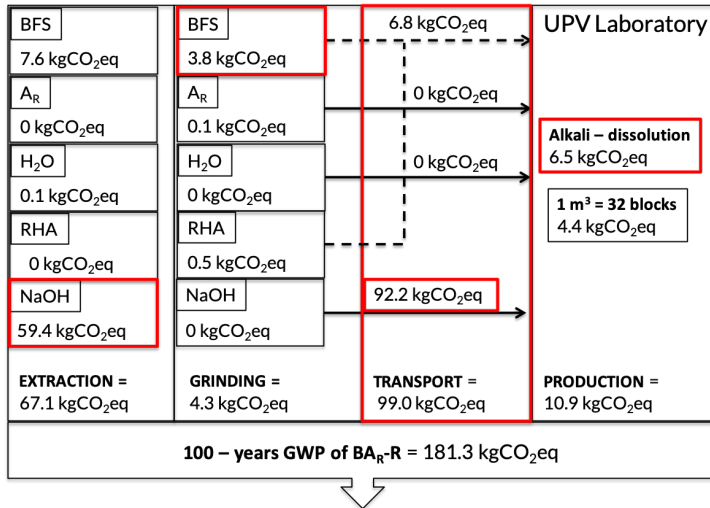 BFS
7.6 kgCO₂eq
A_R
0 kgCO₂eq
H₂O
0.1 kgCO₂eq
RHA
0 kgCO₂eq
NaOH
59.4 kgCO₂eq
EXTRACTION =
67.1 kgCO₂eq
BFS
3.8 kgCO₂eq
A_R
0.1 kgCO₂eq
H₂O
0 kgCO₂eq
RHA
0.5 kgCO₂eq
NaOH
0 kgCO₂eq
GRINDING =
4.3 kgCO₂eq
6.8 kgCO₂eq
0 kgCO₂eq
0 kgCO₂eq
92.2 kgCO₂eq
TRANSPORT =
99.0 kgCO₂eq
UPV Laboratory
Alkali – dissolution
6.5 kgCO₂eq
1 m³ = 32 blocks
4.4 kgCO₂eq
PRODUCTION =
10.9 kgCO₂eq
100 – years GWP of BA_R-R = 181.3 kgCO₂eq